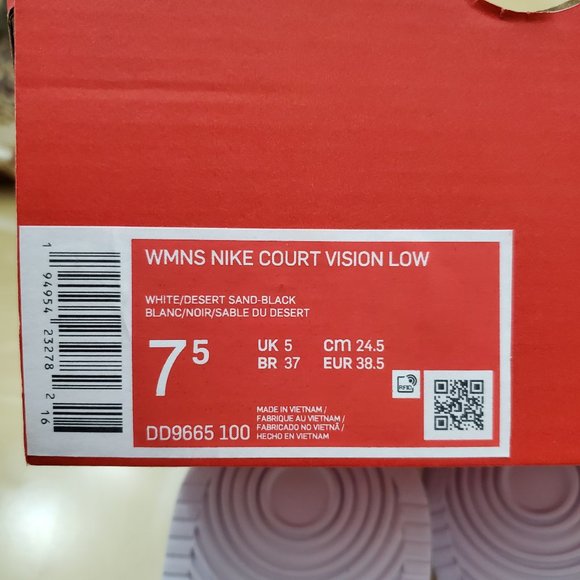 WMNS NIKE COURT VISION LOW
WHITE/DESERT SAND-BLACK
BLANC/NOIR/SABLE DU DESERT
7 5
UK 5 cm 24.5
BR 37 EUR 38.5
RFID
DD9665 100
MADE IN VIETNAM /
FABRIQUE AU VIETNAM /
FABRICADO NO VIETNÃ /
HECHO EN VIETNAM
1 94954 23278 2 16